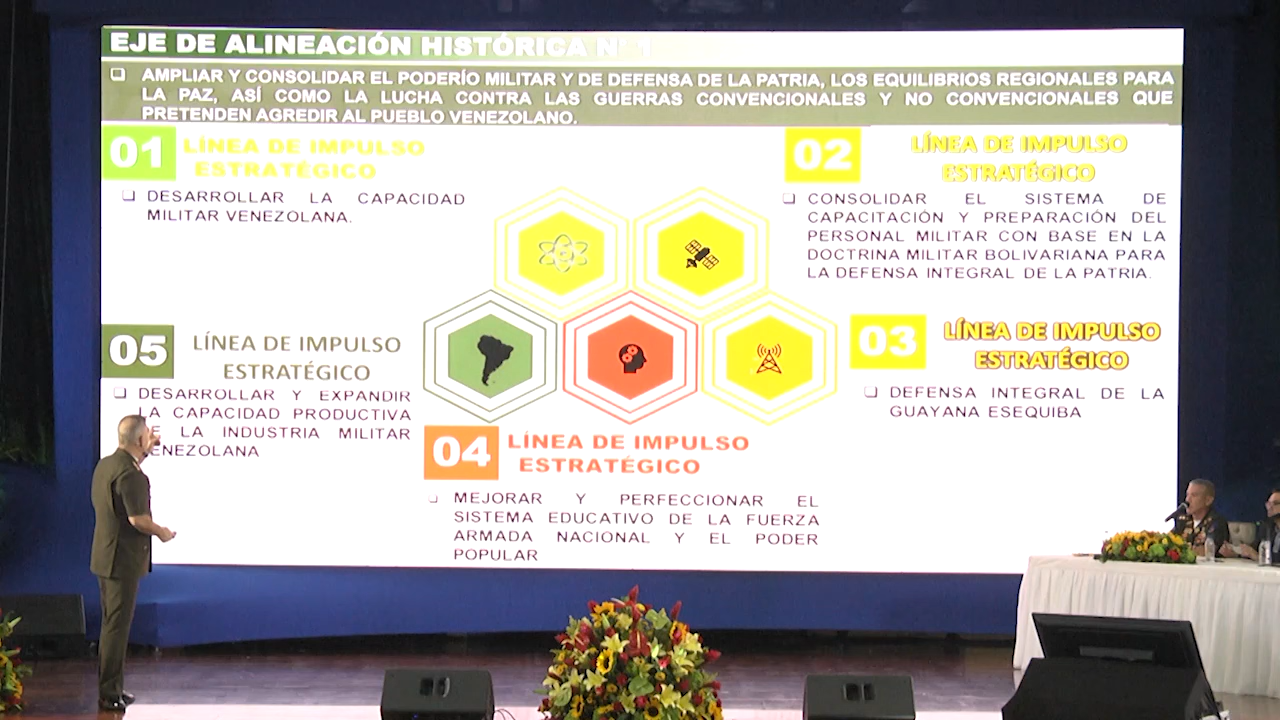 EJE DE ALINEACIÓN HISTÓRICA N°1
AMPLIAR Y CONSOLIDAR EL PODERÍO MILITAR Y DE DEFENSA DE LA PATRIA, LOS EQUILIBRIOS REGIONALES PARA
LA PAZ, ASÍ COMO LA LUCHA CONTRA LAS GUERRAS CONVENCIONALES Y NO CONVENCIONALES QUE
PRETENDEN AGREDIR AL PUEBLO VENEZOLANO.
01
LÍNEA DE IMPULSO
ESTRATÉGICO
DESARROLLAR LA CAPACIDAD
MILITAR VENEZOLANA.
02
LÍNEA DE IMPULSO
ESTRATÉGICO
CONSOLIDAR EL SISTEMA DE
CAPACITACIÓN Y PREPARACIÓN DEL
PERSONAL MILITAR CON BASE EN LA
DOCTRINA MILITAR BOLIVARIANA PARA
LA DEFENSA INTEGRAL DE LA PATRIA.
03
LÍNEA DE IMPULSO
ESTRATÉGICO
DEFENSA INTEGRAL DE LA
GUAYANA ESEQUIBA
04
LÍNEA DE IMPULSO
ESTRATÉGICO
MEJORAR Y PERFECCIONAR EL
SISTEMA EDUCATIVO DE LA FUERZA
ARMADA NACIONAL Y EL PODER
POPULAR
05
LÍNEA DE IMPULSO
ESTRATÉGICO
DESARROLLAR Y EXPANDIR
LA CAPACIDAD PRODUCTIVA
DE LA INDUSTRIA MILITAR
VENEZOLANA